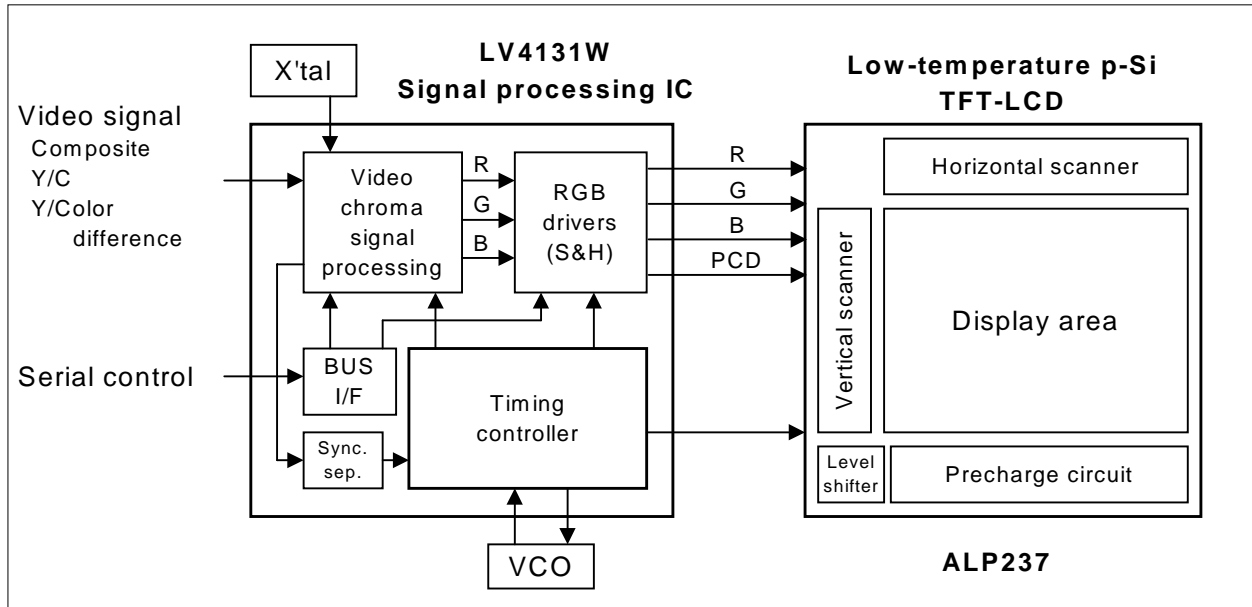 LV4131W
Signal processing IC
Low-temperature p-Si
TFT-LCD
X'tal
Video signal
Composite
Y/C
Y/Color
difference
Serial control
Video
chroma
signal
processing
R
G
B
RGB
drivers
(S&H)
R
G
B
PCD
BUS
I/F
Sync.
sep.
Timing
controller
VCO
Horizontal scanner
Vertical scanner
Display area
Level
shifter
Precharge circuit
ALP237